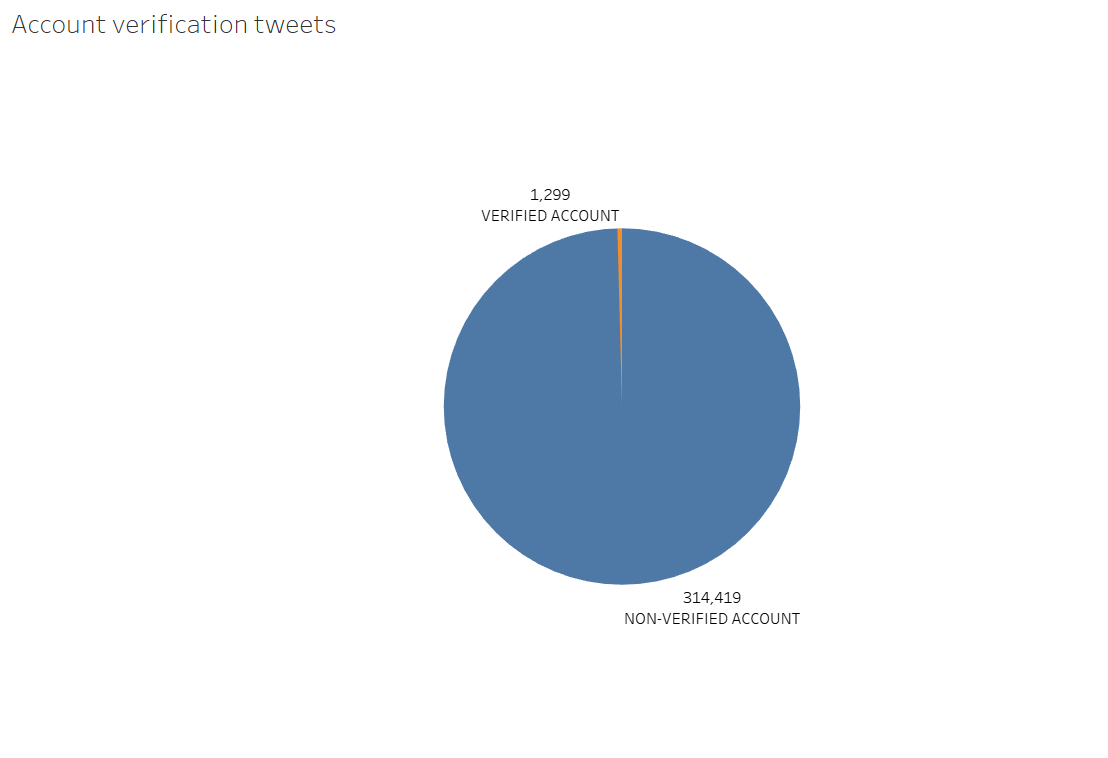 Account verification tweets
1,299
VERIFIED ACCOUNT
314,419
NON-VERIFIED ACCOUNT